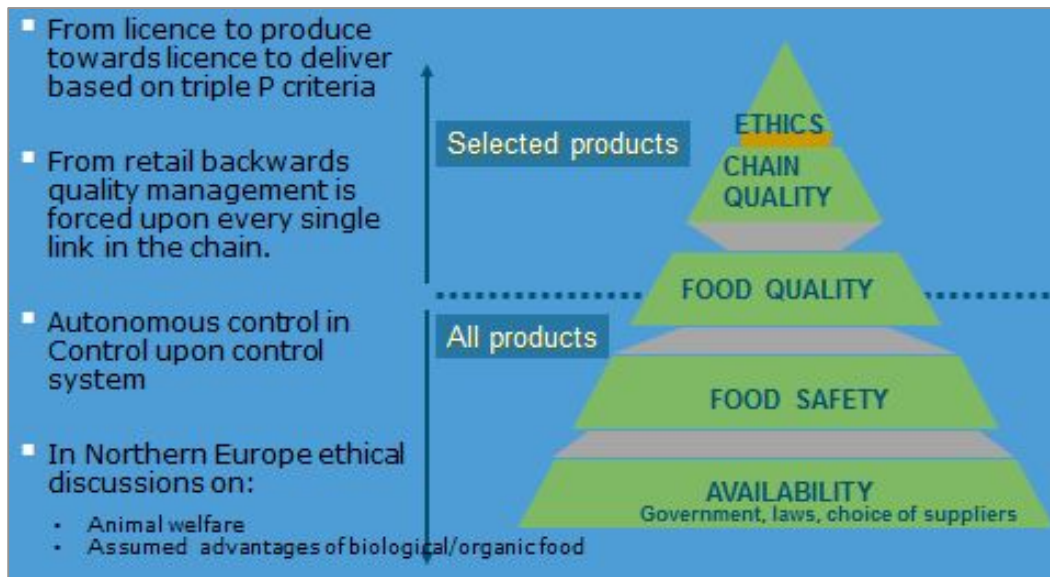 From licence to produce
towards licence to deliver
based on triple P criteria
From retail backwards
quality management is
forced upon every single
link in the chain.
Autonomous control in
Control upon control
system
In Northern Europe ethical
discussions on:
Animal welfare
Assumed advantages of biological/organic food
Selected products
All products
ETHICS
CHAIN
QUALITY
FOOD QUALITY
FOOD SAFETY
AVAILABILITY
Government, laws, choice of suppliers